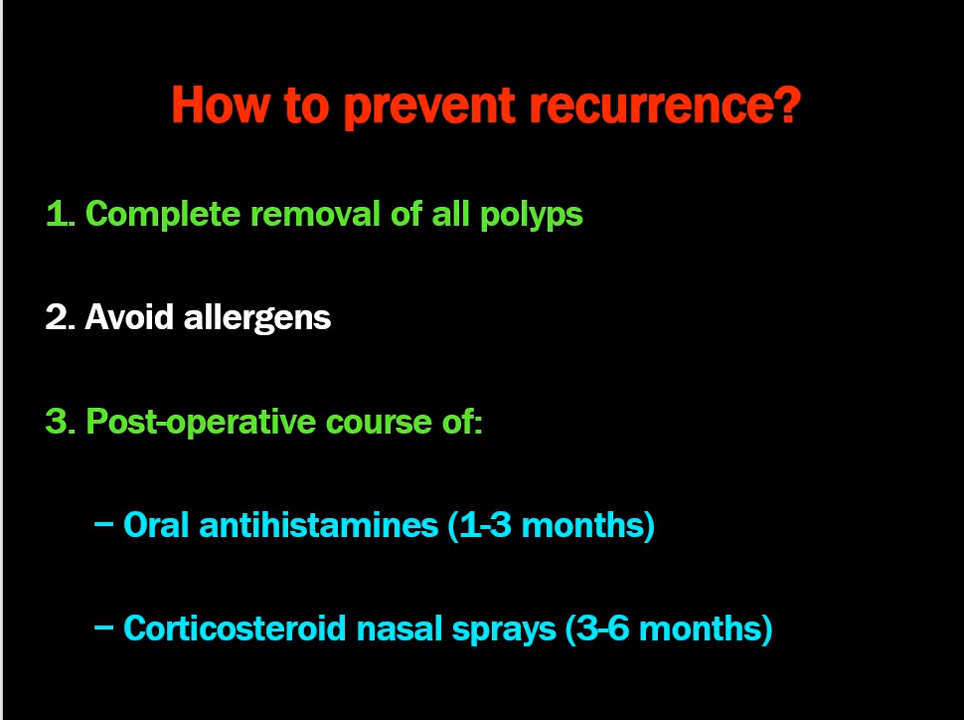 How to prevent recurrence?
1. Complete removal of all polyps
2. Avoid allergens
3. Post-operative course of:
– Oral antihistamines (1-3 months)
– Corticosteroid nasal sprays (3-6 months)